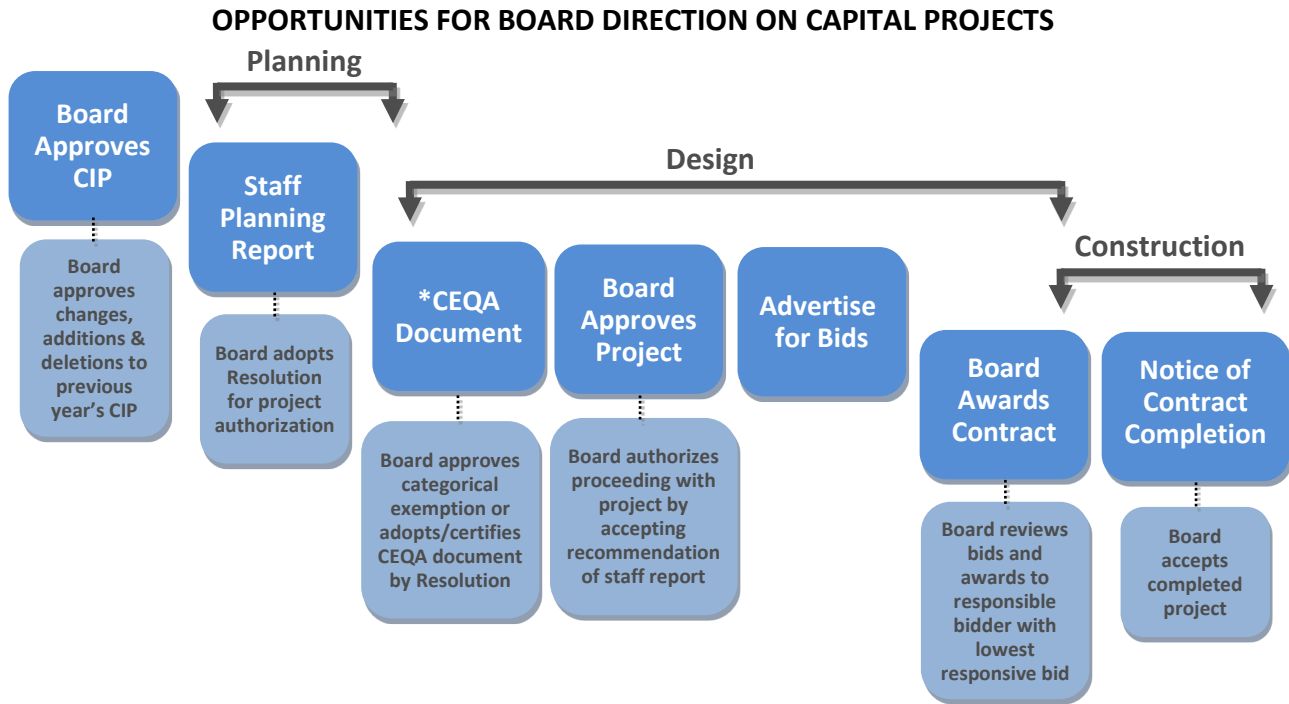 OPPORTUNITIES FOR BOARD DIRECTION ON CAPITAL PROJECTS
Planning
Board
Approves
CIP
Board
approves
changes,
additions &
deletions to
previous
year's CIP
Staff
Planning
Report
Board adopts
Resolution
for project
authorization
Design
*CEQA
Document
Board approves
categorical
exemption or
adopts/certifies
CEQA document
by Resolution
Board
Approves
Project
Board authorizes
proceeding with
project by
accepting
recommendation
of staff report
Advertise
for Bids
Construction
Board
Awards
Contract
Board reviews
bids and
awards to
responsible
bidder with
lowest
responsive bid
Notice of
Contract
Completion
Board
accepts
completed
project